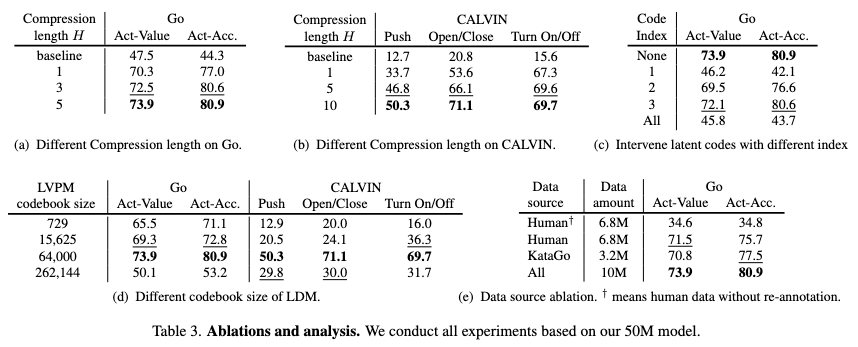 Compression Go
length H Act-Value Act-Acc.
baseline 47.5 44.3
1 70.3 77.0
3 72.5 80.6
5 73.9 80.9
(a) Different Compression length on Go.
Compression CALVIN
length H Push Open/Close Turn On/Off
baseline 12.7 20.8 15.6
1 33.7 53.6 67.3
5 46.8 66.1 69.6
10 50.3 71.1 69.7
(b) Different Compression length on CALVIN.
Code Go
Index Act-Value Act-Acc.
None 73.9 80.9
1 46.2 42.1
2 69.5 76.6
3 72.1 80.6
All 45.8 43.7
(c) Intervene latent codes with different index
LVPM Go CALVIN
codebook size Act-Value Act-Acc. Push Open/Close Turn On/Off
729 65.5 71.1 12.9 20.0 16.0
15,625 69.3 72.8 20.5 24.1 36.3
64,000 73.9 80.9 50.3 71.1 69.7
262,144 50.1 53.2 29.8 30.0 31.7
(d) Different codebook size of LDM.
Data Data Go
source amount Act-Value Act-Acc.
Human† 6.8M 34.6 34.8
Human 6.8M 71.5 75.7
KataGo 3.2M 70.8 77.5
All 10M 73.9 80.9
(e) Data source ablation. † means human data without re-annotation.
Table 3. Ablations and analysis. We conduct all experiments based on our 50M model.